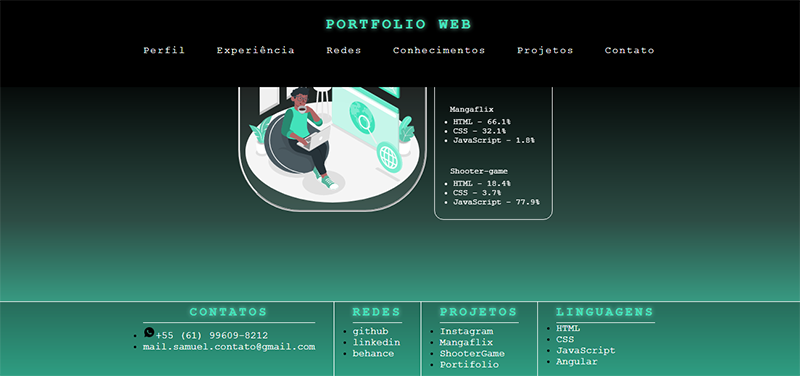 PORTFOLIO WEB
Perfil Experiência Redes Conhecimentos Projetos Contato
Mangaflix
HTML - 66.1%
CSS - 32.1%
JavaScript - 1.8%
Shooter-game
HTML - 18.4%
CSS - 3.7%
JavaScript - 77.9%
CONTATOS
+55 (61) 99609-8212
mail.samuel.contato@gmail.com
REDES
github
linkedin
behance
PROJETOS
Instagram
Mangaflix
ShooterGame
Portifolio
LINGUAGENS
HTML
CSS
JavaScript
Angular